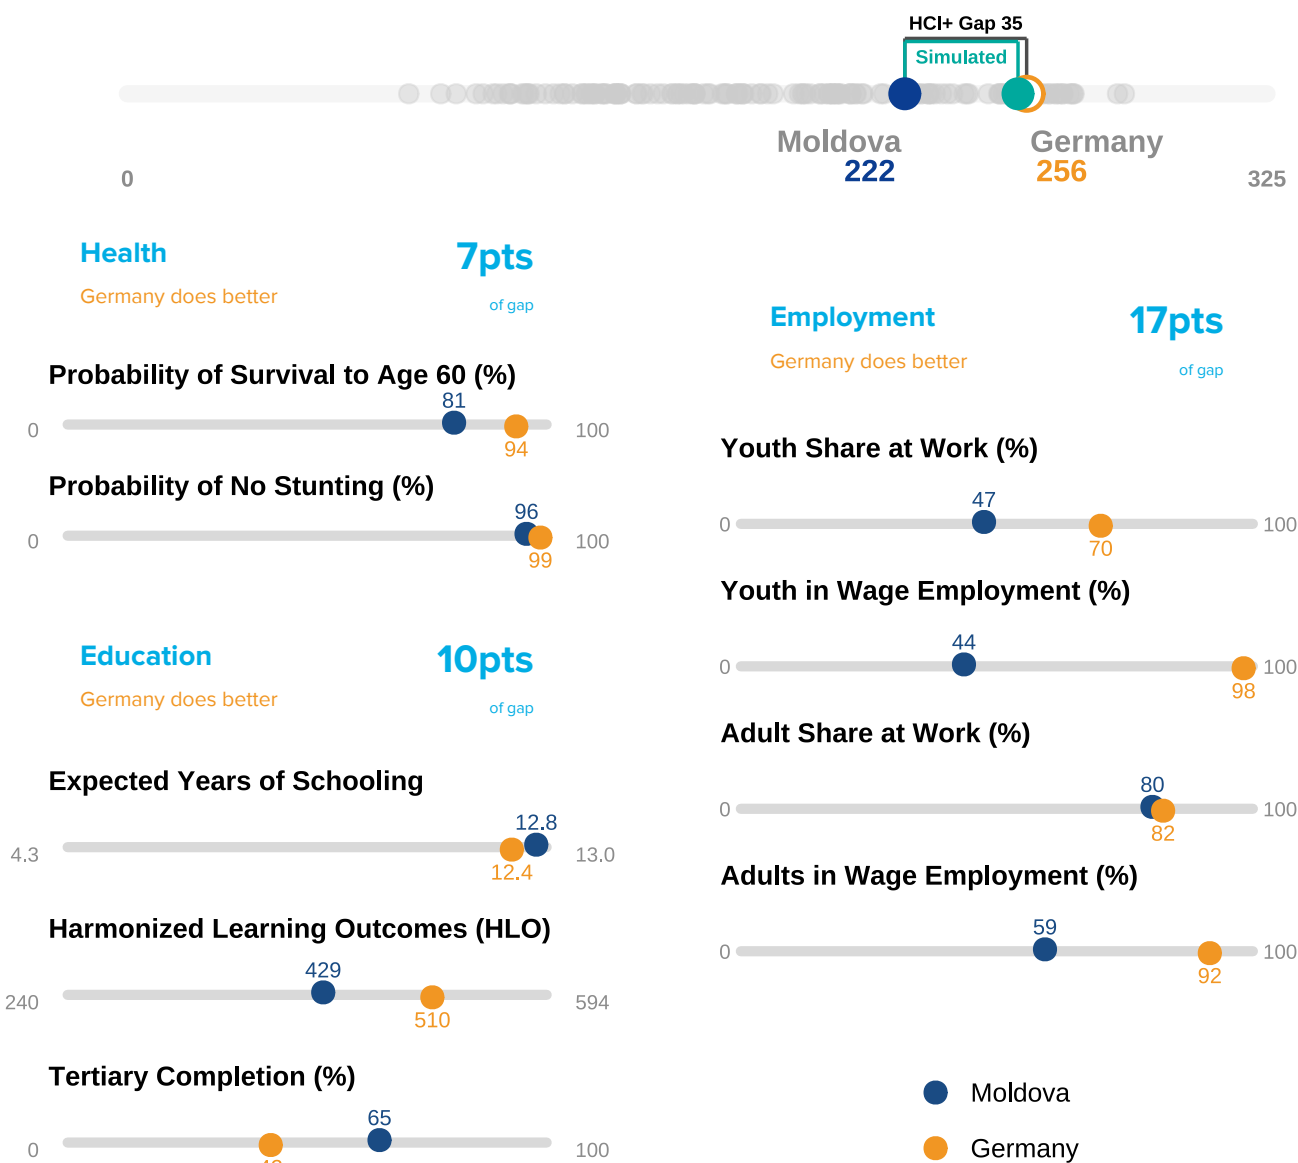 HCI+ Gap 35
Simulated
Moldova
222
Germany
256
0
325
Health
7pts
Germany does better
of gap
Probability of Survival to Age 60 (%)
81
0
100
94
Probability of No Stunting (%)
96
0
100
99
Education
10pts
Germany does better
of gap
Expected Years of Schooling
12.8
4.3
13.0
12.4
Harmonized Learning Outcomes (HLO)
429
240
594
510
Tertiary Completion (%)
65
0
100
Employment
17pts
Germany does better
of gap
Youth Share at Work (%)
47
0
100
70
Youth in Wage Employment (%)
44
0
100
98
Adult Share at Work (%)
80
0
100
82
Adults in Wage Employment (%)
59
0
100
92
Moldova
Germany